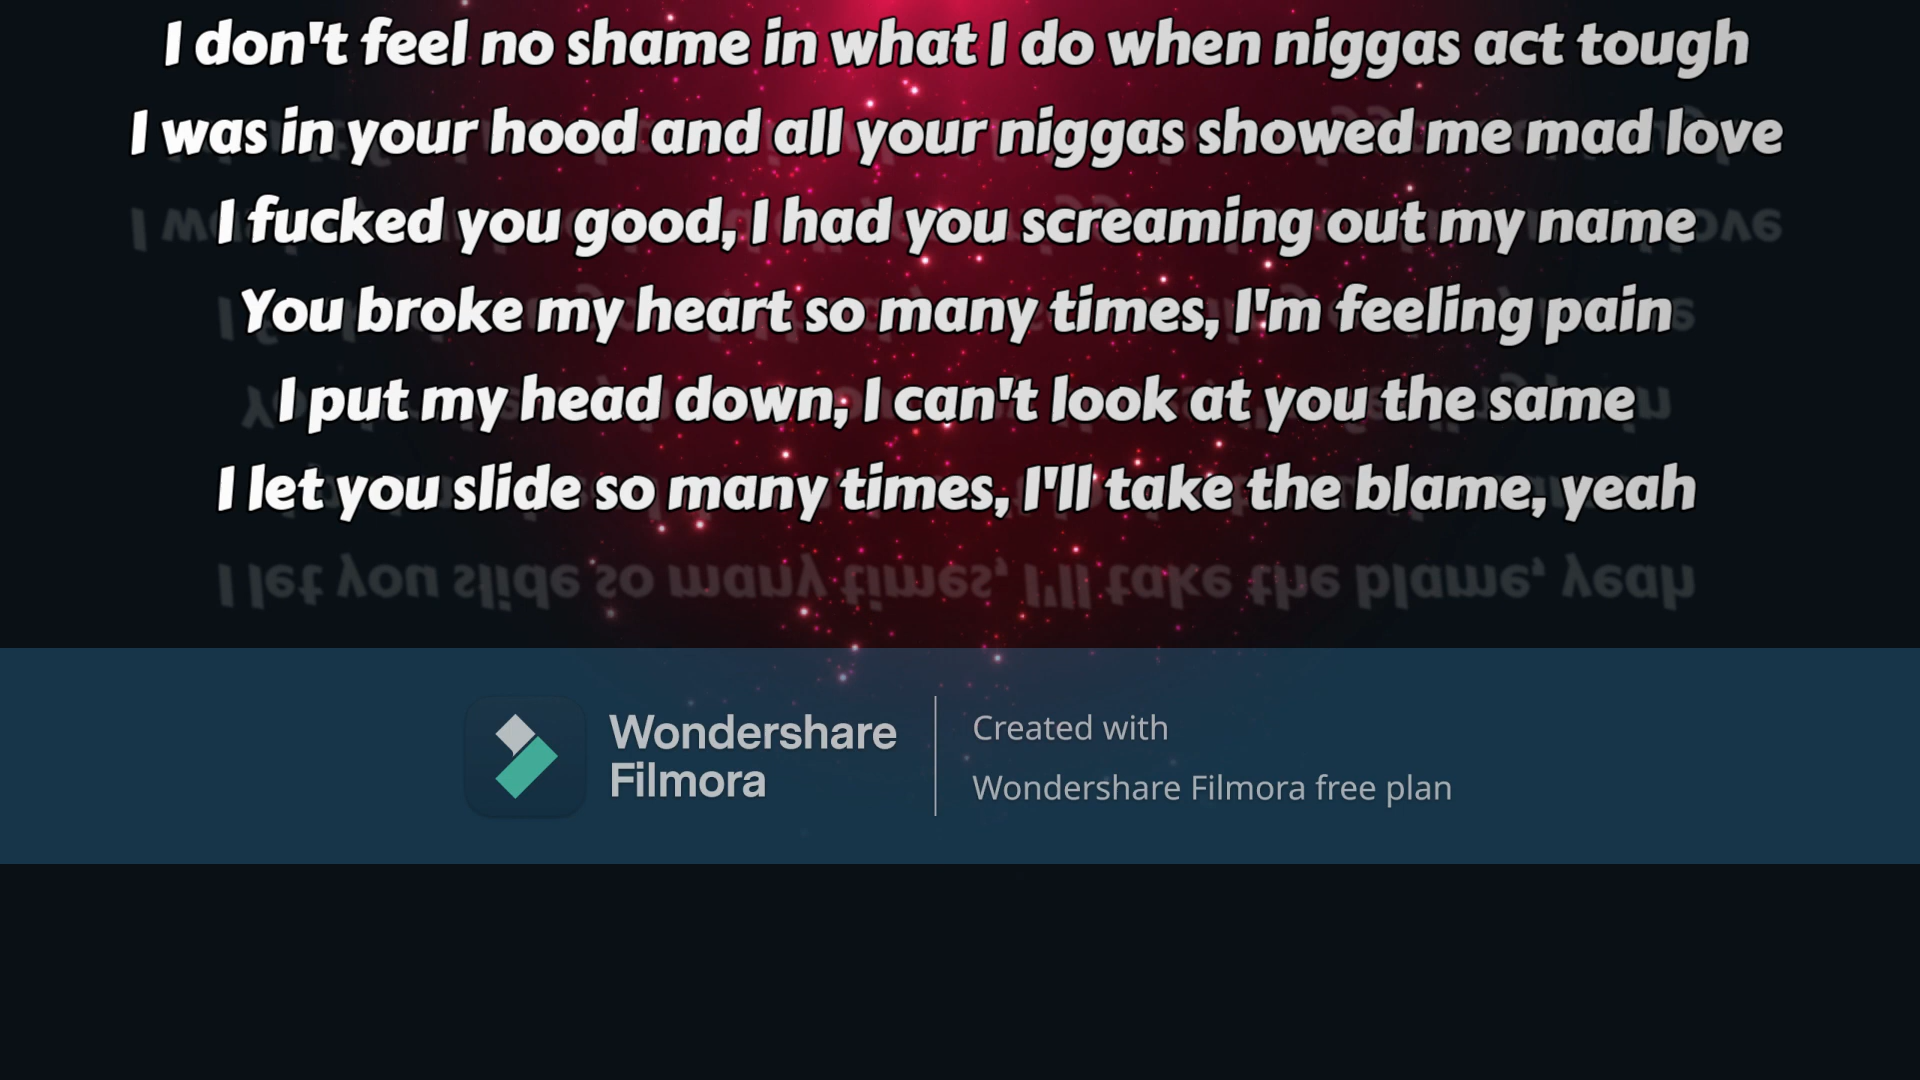 I don't feel no shame in what I do when niggas act tough
I was in your hood and all your niggas showed me mad love
I fucked you good, I had you screaming out my name
You broke my heart so many times, I'm feeling pain
I put my head down, I can't look at you the same
I let you slide so many times, I'll take the blame, yeah
Wondershare
Filmora
Created with
Wondershare Filmora free plan